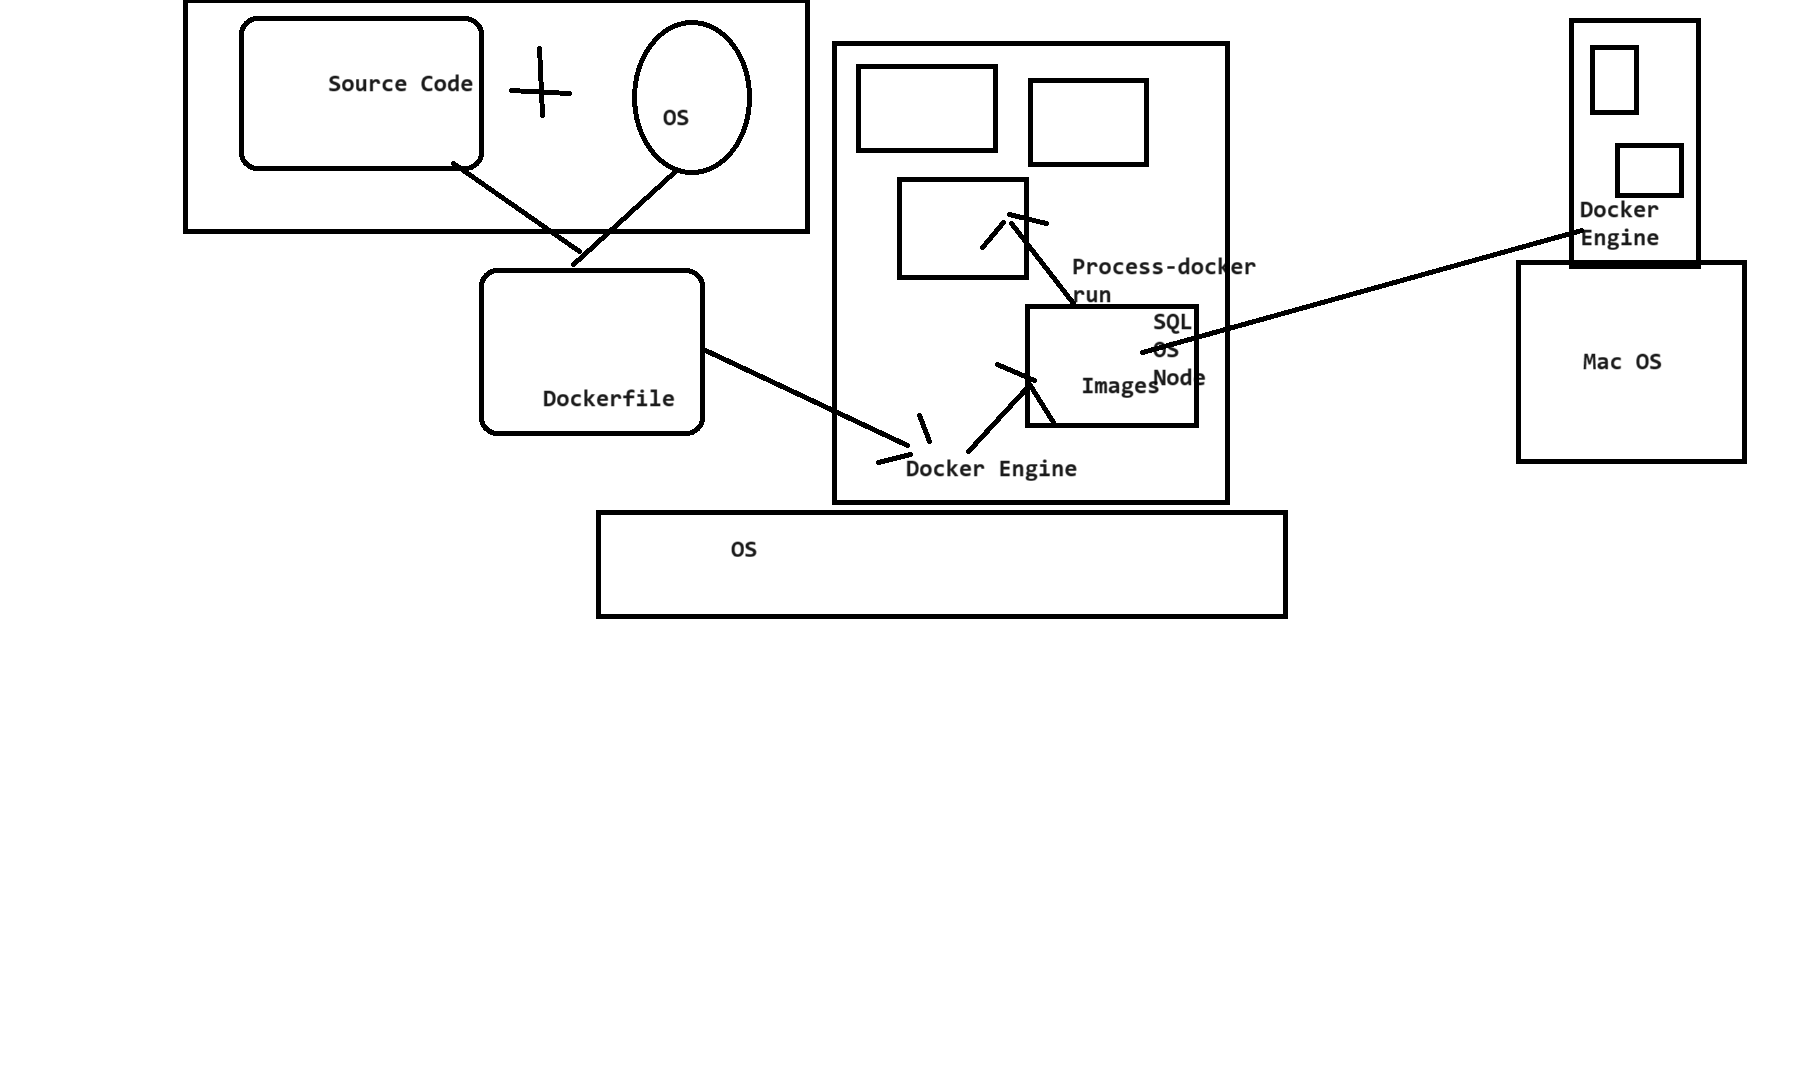 Source Code
OS
Dockerfile
Process-docker
run
SQL
OS
Node
Images
Docker Engine
OS
Docker
Engine
Mac OS